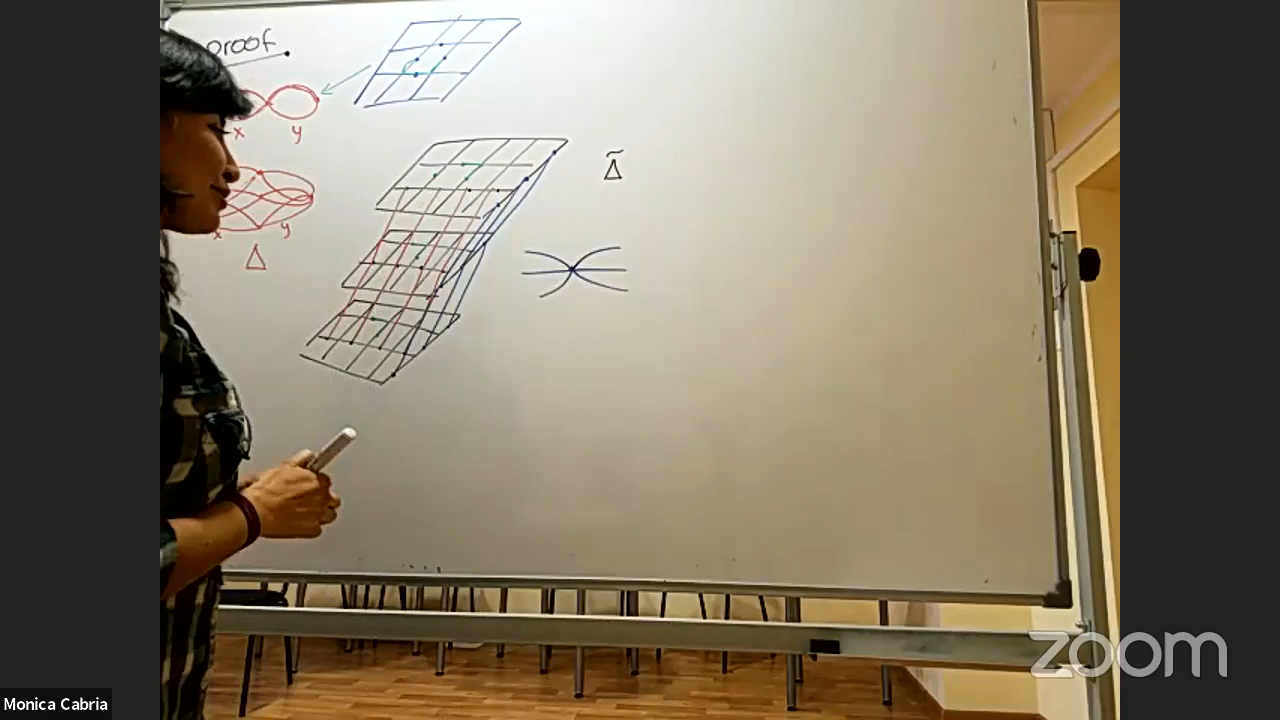 proof
x y
x y
Δ
Δ̃
zoom
Monica Cabria